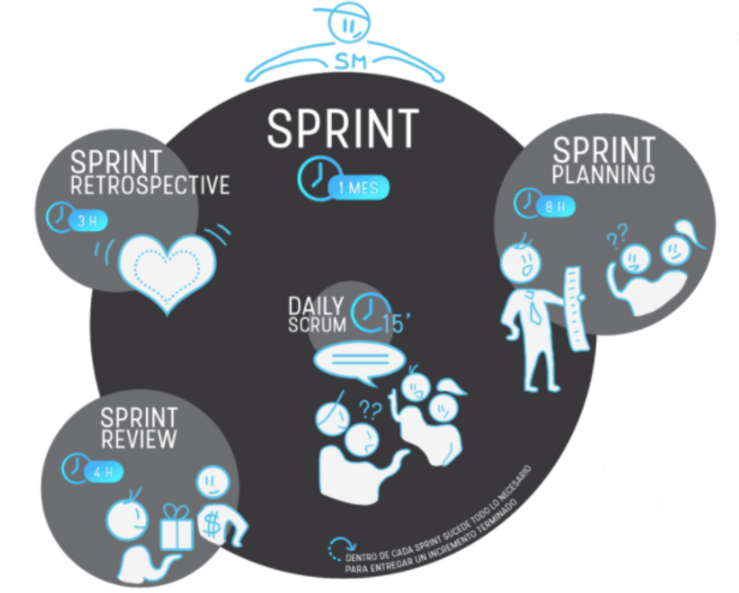 SM
SPRINT
1 MES
SPRINT
RETROSPECTIVE
3 H
SPRINT
PLANNING
8 H
??
DAILY
SCRUM
15'
??
SPRINT
REVIEW
4 H
$
DENTRO DE CADA SPRINT SUCEDE TODO LO NECESARIO
PARA ENTREGAR UN INCREMENTO TERMINADO